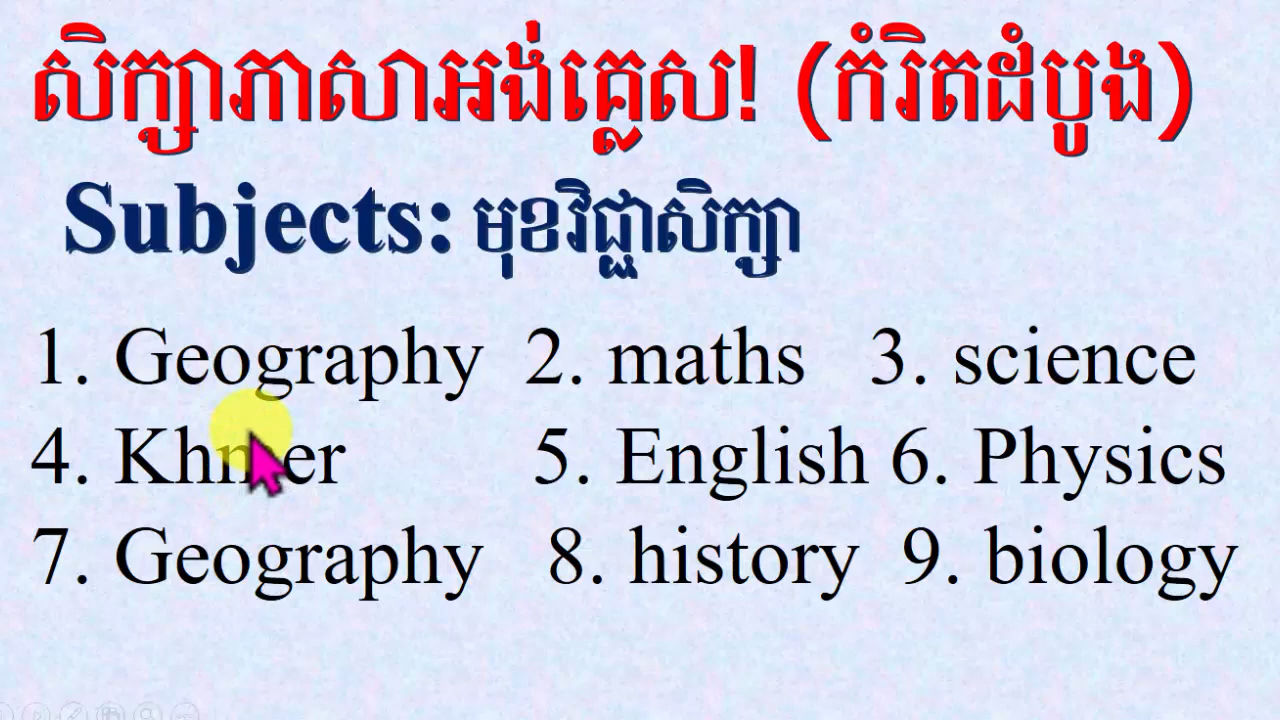 សិក្សាភាសាអង់គ្លេស! (កំរិតដំបូង)
Subjects: មុខវិជ្ជាសិក្សា
1. Geography 2. maths 3. science
4. Khmer 5. English 6. Physics
7. Geography 8. history 9. biology